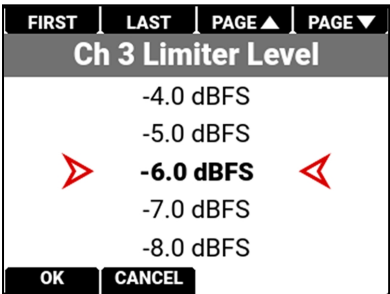 FIRST LAST PAGE▲ PAGE▼
Ch 3 Limiter Level
-4.0 dBFS
-5.0 dBFS
-6.0 dBFS
-7.0 dBFS
-8.0 dBFS
OK CANCEL